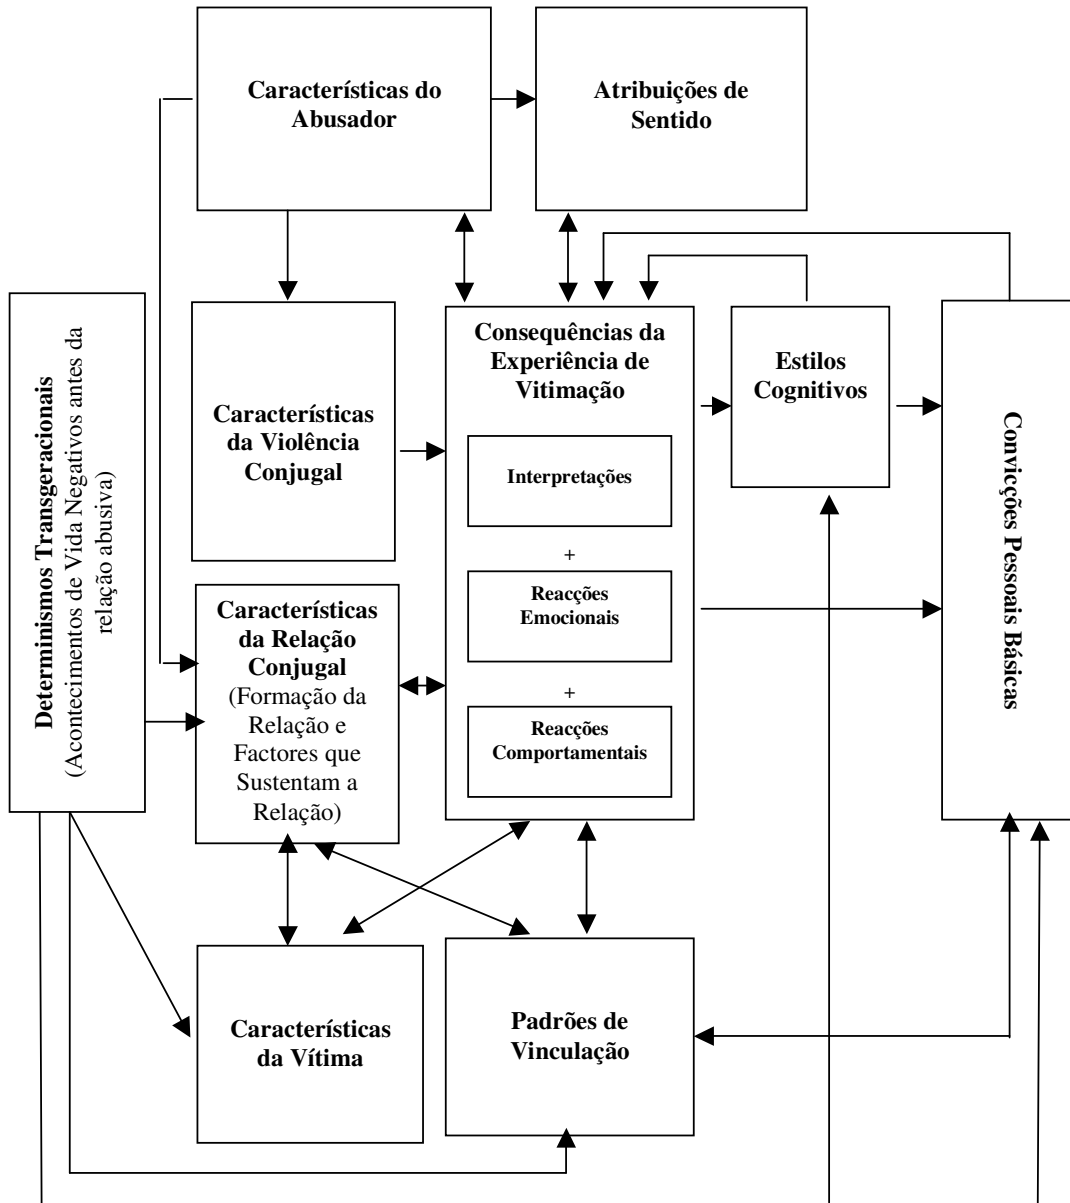 Características do
Abusador
Atribuições de
Sentido
Determinismos Transgeracionais
(Acontecimentos de Vida Negativos antes da
relação abusiva)
Características
da Violência
Conjugal
Consequências da
Experiência de
Vitimação
Interpretações
+
Reacções
Emocionais
+
Reacções
Comportamentais
Estilos
Cognitivos
Convicções Pessoais Básicas
Características
da Relação
Conjugal
(Formação da
Relação e
Factores que
Sustentam a
Relação)
Características
da Vítima
Padrões de
Vinculação